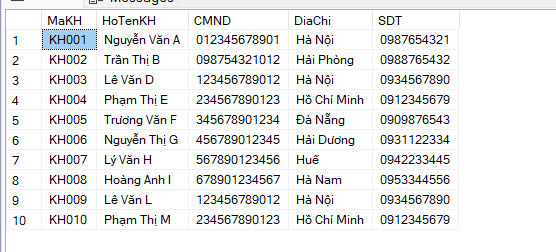 Messages
MaKH HoTenKH CMND DiaChi SDT
1 KH001 Nguyễn Văn A 012345678901 Hà Nội 0987654321
2 KH002 Trần Thị B 098754321012 Hải Phòng 0988765432
3 KH003 Lê Văn D 123456789012 Hà Nội 0934567890
4 KH004 Phạm Thị E 234567890123 Hồ Chí Minh 0912345679
5 KH005 Trương Văn F 345678901234 Đà Nẵng 0909876543
6 KH006 Nguyễn Thị G 456789012345 Hải Dương 0931122334
7 KH007 Lý Văn H 567890123456 Huế 0942233445
8 KH008 Hoàng Anh I 678901234567 Hà Nam 0953344556
9 KH009 Lê Văn L 123456789012 Hà Nội 0934567890
10 KH010 Phạm Thị M 234567890123 Hồ Chí Minh 0912345679